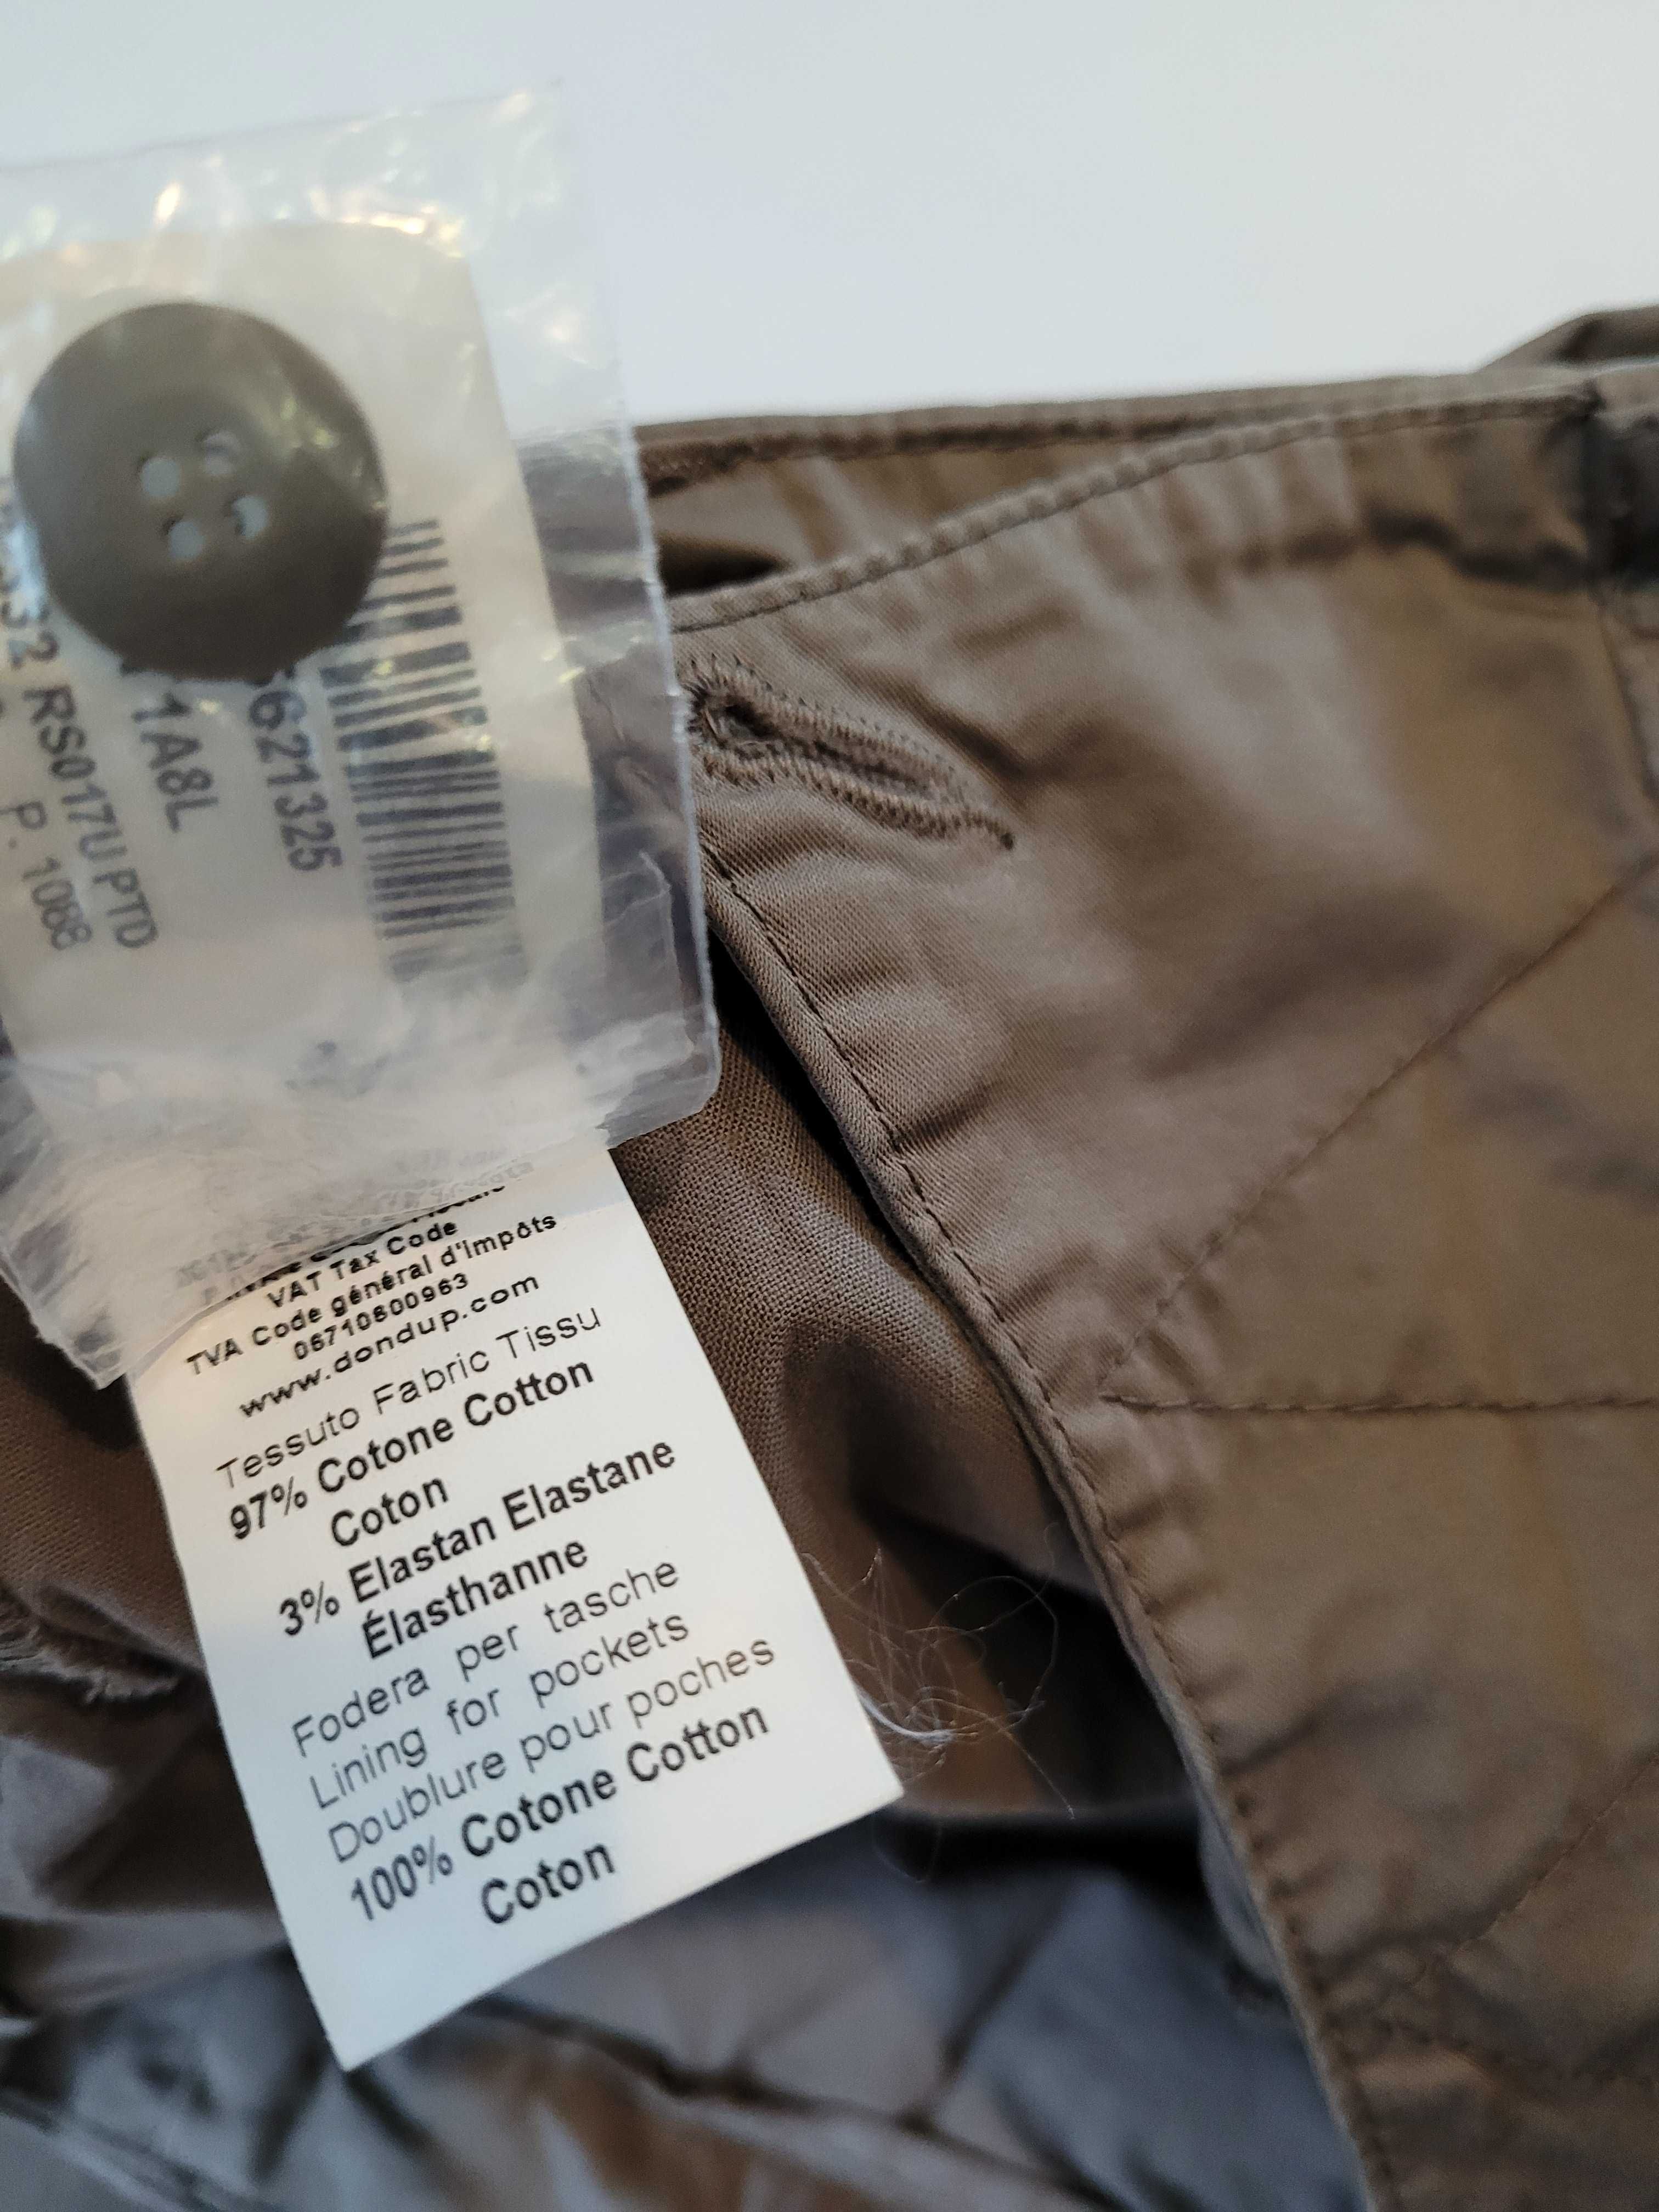 32 RS017U PTD
P. 1088
1A8L
621325
VAT Tax Code
TVA Code général d'Impôts
06710800963
www.dondup.com
Tessuto Fabric Tissu
97% Cotone Cotton
Coton
3% Elastan Elastane
Élasthanne
Fodera per tasche
Lining for pockets
Doublure pour poches
100% Cotone Cotton
Coton